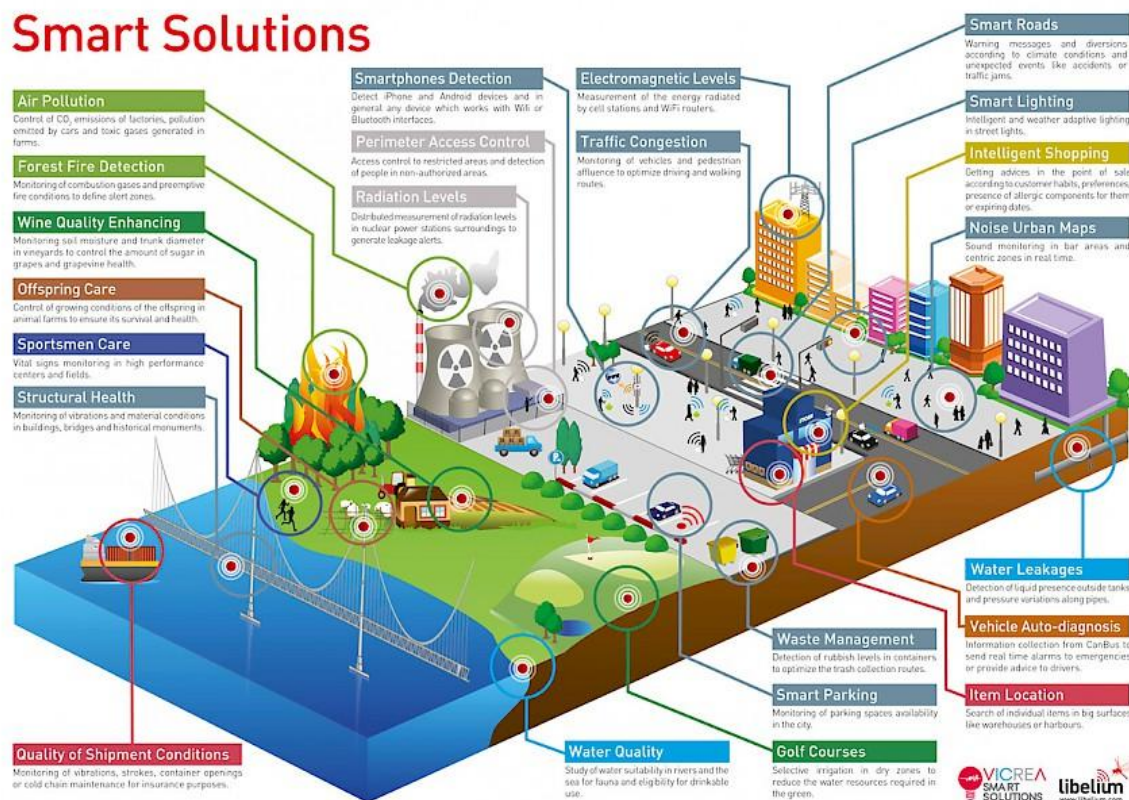 Smart Solutions
Air Pollution
Control of CO2 emissions of factories, pollution
emitted by cars and toxic gases generated in
farms.
Forest Fire Detection
Monitoring of combustion gases and preemptive
fire conditions to define alert zones.
Wine Quality Enhancing
Monitoring soil moisture and trunk diameter
in vineyards to control the amount of sugar in
grapes and grapevine health.
Offspring Care
Control of growing conditions of the offspring in
animal farms to ensure its survival and health.
Sportsmen Care
Vital signs monitoring in high performance
centers and fields.
Structural Health
Monitoring of vibrations and material conditions
in buildings, bridges and historical monuments.
Quality of Shipment Conditions
Monitoring of vibrations, strokes, container openings
or cold chain maintenance for insurance purposes.
Smartphones Detection
Detect iPhone and Android devices and in
general any device which works with Wifi or
Bluetooth interfaces.
Perimeter Access Control
Access control to restricted areas and detection
of people in non-authorized areas.
Radiation Levels
Distributed measurement of radiation levels
in nuclear power stations surroundings to
generate leakage alerts.
Electromagnetic Levels
Measurement of the energy radiated
by cell stations and WiFi routers.
Traffic Congestion
Monitoring of vehicles and pedestrian
affluence to optimize driving and walking
routes.
Smart Roads
Warning messages and diversions
according to climate conditions and
unexpected events like accidents or
traffic jams.
Smart Lighting
Intelligent and weather adaptive lighting
in street lights.
Intelligent Shopping
Getting advices in the point of sale
according to customer habits, preferences,
presence of allergic components for them
or expiring dates.
Noise Urban Maps
Sound monitoring in bar areas and
centric zones in real time.
Water Leakages
Detection of liquid presence outside tanks
and pressure variations along pipes.
Vehicle Auto-diagnosis
Information collection from CanBus to
send real time alarms to emergencies
or provide advice to drivers.
Item Location
Search of individual items in big surfaces
like warehouses or harbours.
Waste Management
Detection of rubbish levels in containers
to optimize the trash collection routes.
Smart Parking
Monitoring of parking spaces availability
in the city.
Golf Courses
Selective irrigation in dry zones to
reduce the water resources required in
the green.
Water Quality
Study of water suitability in rivers and the
sea for fauna and eligibility for drinkable
use.
P
VICREA
SMART
SOLUTIONS
libelium
www.libelium.com